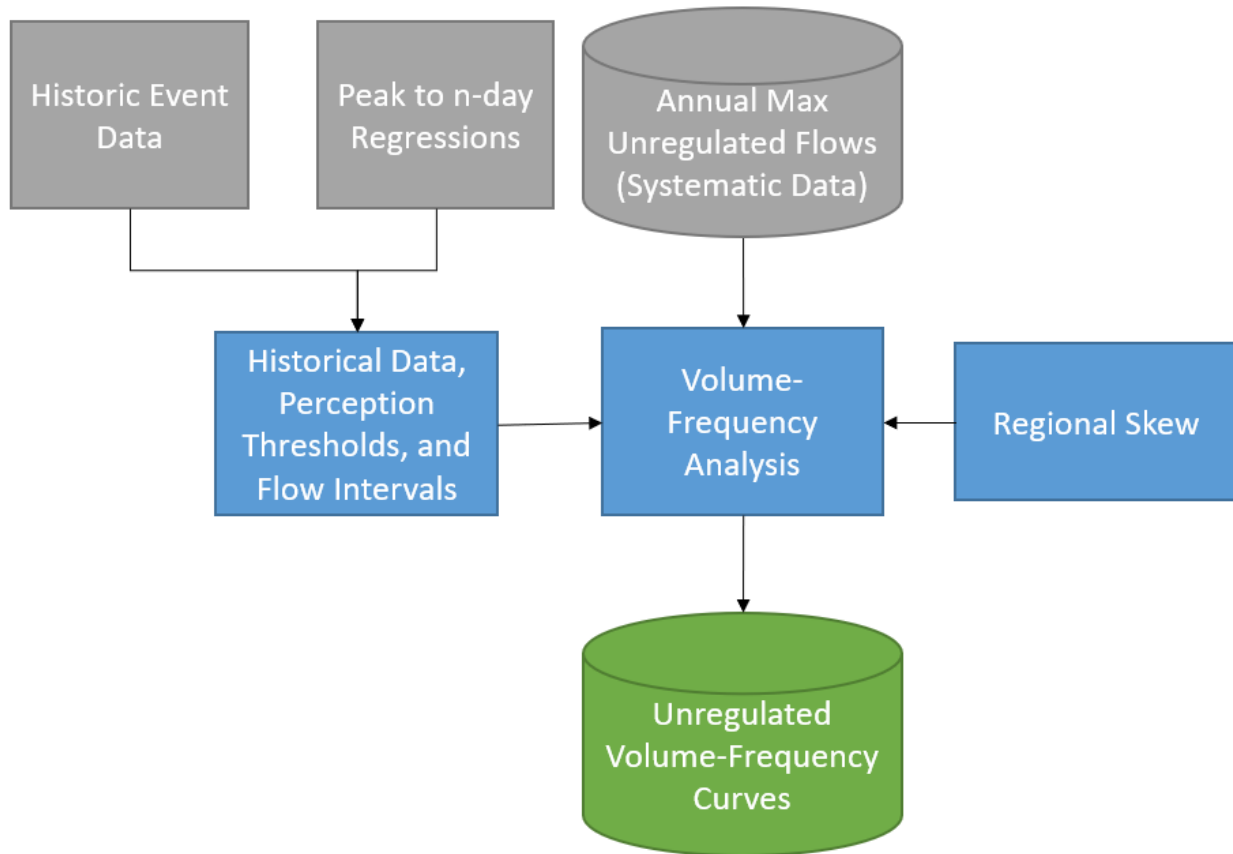 Historic Event
Data
Peak to n-day
Regressions
Annual Max
Unregulated Flows
(Systematic Data)
Historical Data,
Perception
Thresholds, and
Flow Intervals
Volume-
Frequency
Analysis
Regional Skew
Unregulated
Volume-Frequency
Curves